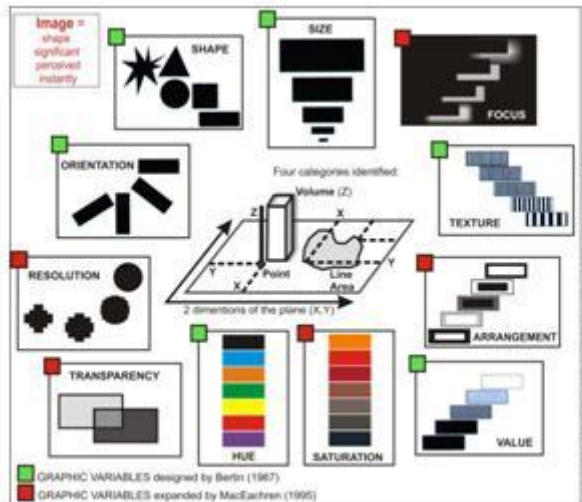 Image =
shape
significant
perceived
instantly
SHAPE
SIZE
FOCUS
ORIENTATION
Four categories identified:
Volume (Z)
Z
X
Y
Point
X
Line
Area
Y
2 dimentions of the plane (X,Y)
TEXTURE
RESOLUTION
ARRANGEMENT
TRANSPARENCY
HUE
SATURATION
VALUE
GRAPHIC VARIABLES designed by Bertin (1967)
GRAPHIC VARIABLES expanded by MacEachren (1995)